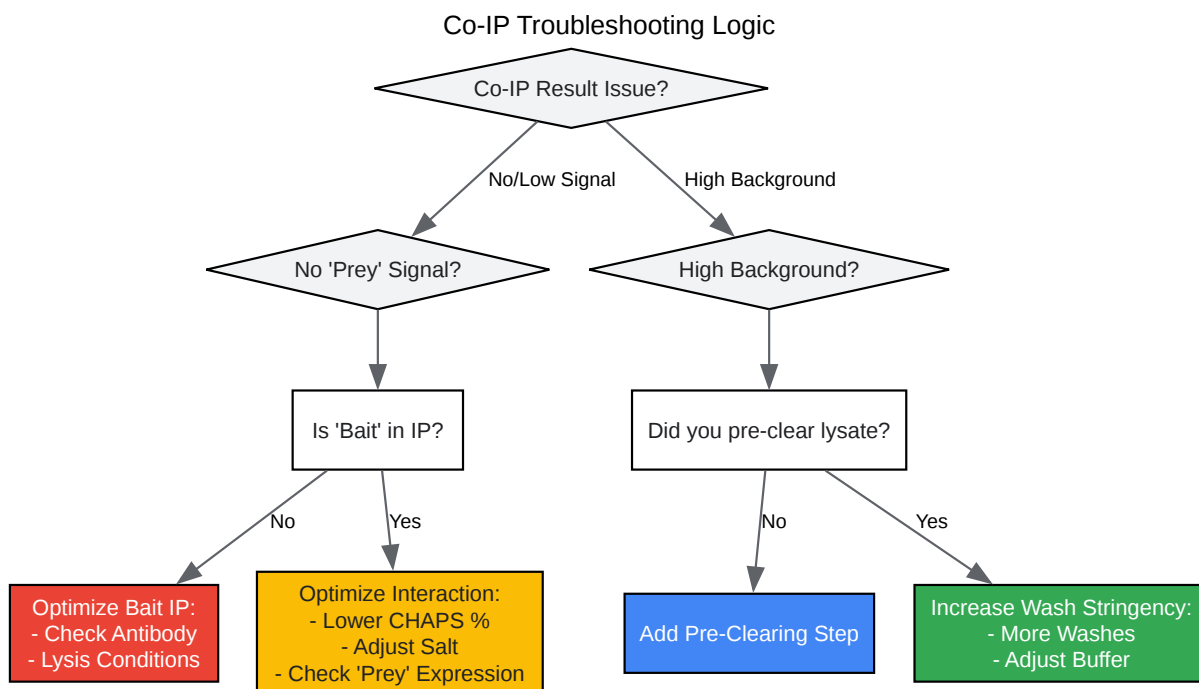 Co-IP Troubleshooting Logic
Co-IP Result Issue?
No/Low Signal
High Background
No 'Prey' Signal?
High Background?
Is 'Bait' in IP?
Did you pre-clear lysate?
No
Yes
No
Yes
Optimize Bait IP:
- Check Antibody
- Lysis Conditions
Optimize Interaction:
- Lower CHAPS %
- Adjust Salt
- Check 'Prey' Expression
Add Pre-Clearing Step
Increase Wash Stringency:
- More Washes
- Adjust Buffer